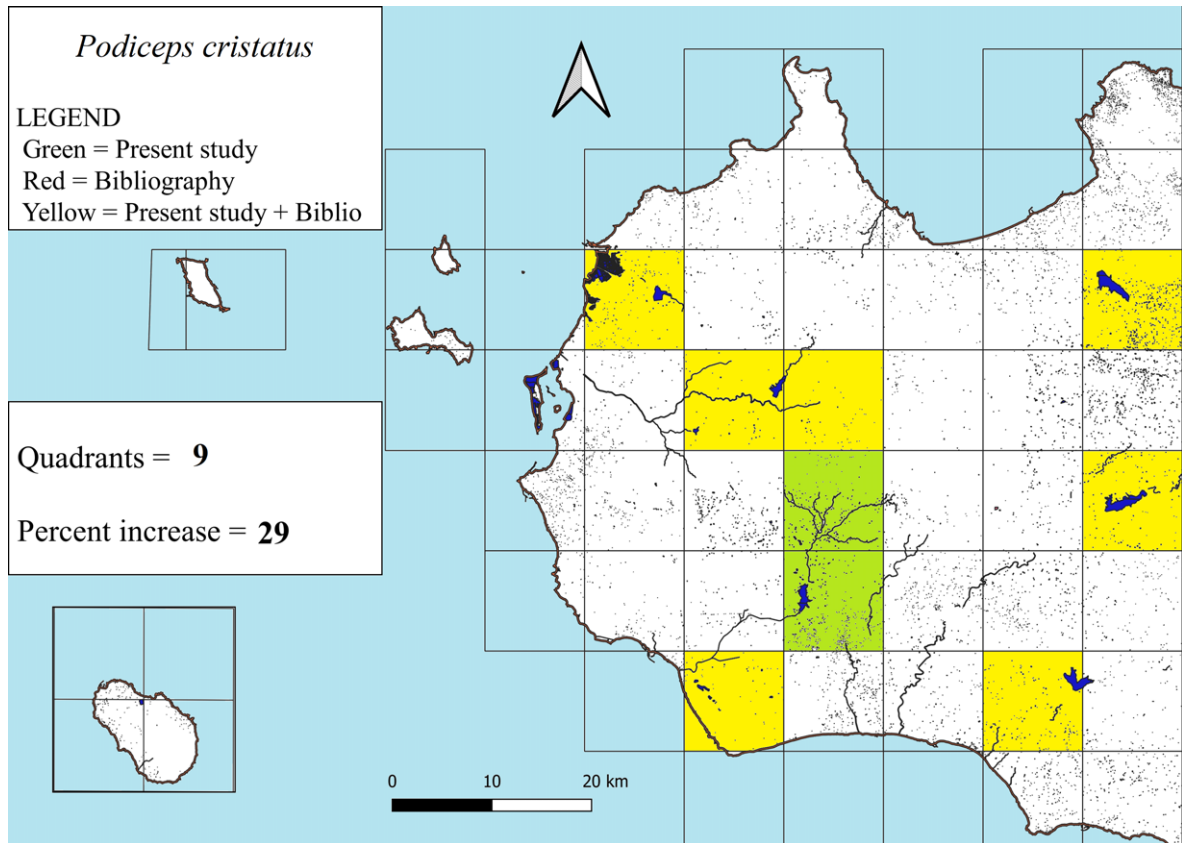 Podiceps cristatus
LEGEND
Green = Present study
Red = Bibliography
Yellow = Present study + Biblio
Quadrants = 9
Percent increase = 29
0 10 20 km